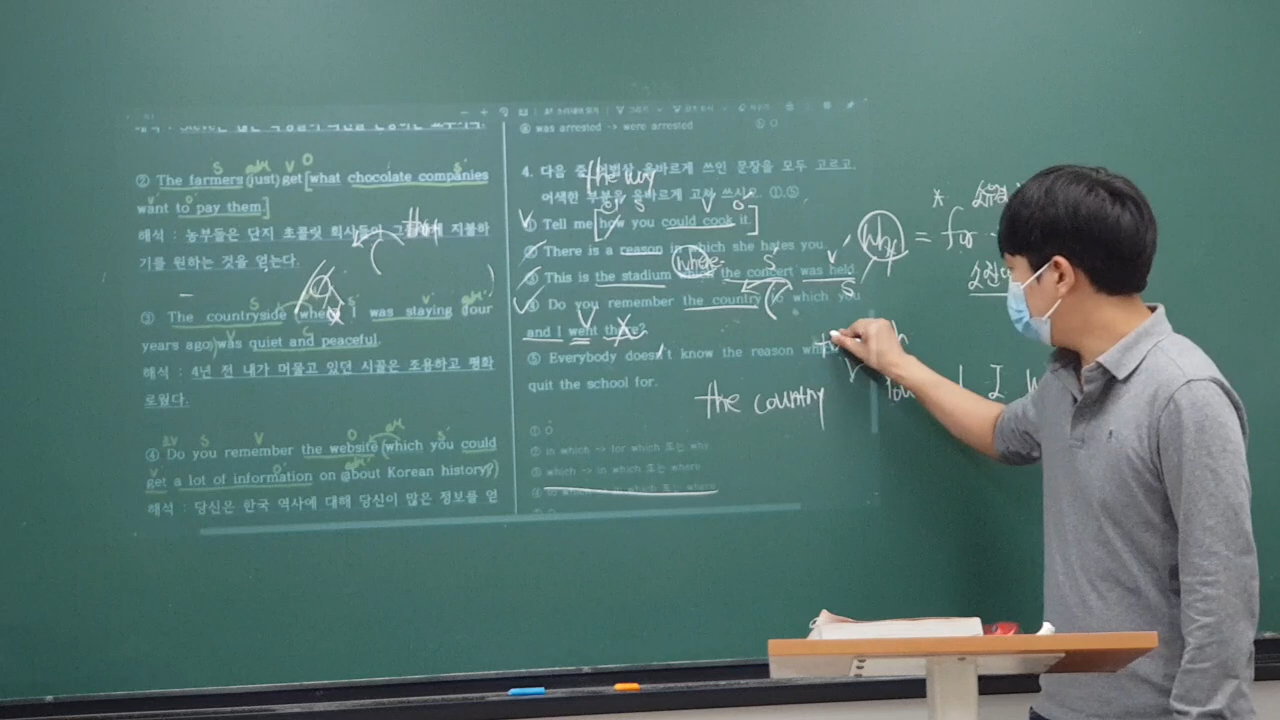 ② The farmers (just) get [what chocolate companies
want to pay them.]
해석 : 농부들은 단지 초콜릿 회사들이 지불하
기를 원하는 것을 얻는다.
③ The countryside (where I was staying four
years ago) was quiet and peaceful.
해석 : 4년 전 내가 머물고 있던 시골은 조용하고 평화
로웠다.
④ Do you remember the website (which you could
get a lot of information on about Korean history?)
해석 : 당신은 한국 역사에 대해 당신이 많은 정보를 얻
④ was arrested -> were arrested
⑤ O
4. 다음 중 어법상 올바르게 쓰인 문장을 모두 고르고
어색한 부분을 올바르게 고쳐 쓰시오. ①,⑤
the way
① Tell me [how you could cook it.]
② There is a reason in which she hates you.
where
③ This is the stadium which the concert was held.
④ Do you remember the country to which you
and I went there?
⑤ Everybody doesn't know the reason
quit the school for.
the country
① O
② in which -> for which 또는 why
③ which -> in which 또는 where
in which 또는 where
why = for
I